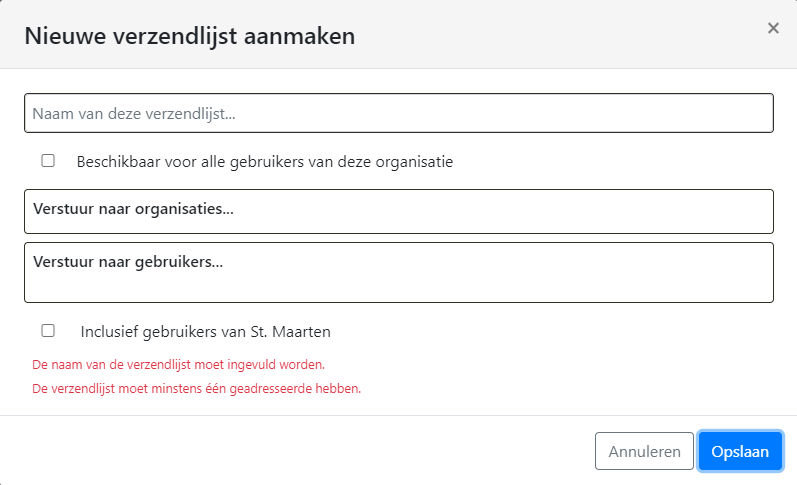 Nieuwe verzendlijst aanmaken
×
Naam van deze verzendlijst...
Beschikbaar voor alle gebruikers van deze organisatie
Verstuur naar organisaties...
Verstuur naar gebruikers...
Inclusief gebruikers van St. Maarten
De naam van de verzendlijst moet ingevuld worden.
De verzendlijst moet minstens één geadresseerde hebben.
Annuleren
Opslaan